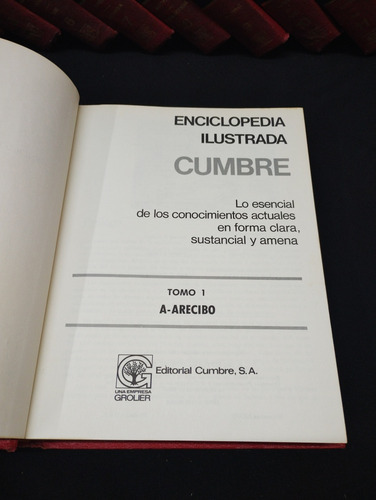 ENCICLOPEDIA
ILUSTRADA
CUMBRE
Lo esencial
de los conocimientos actuales
en forma clara,
sustancial y amena
TOMO 1
A-ARECIBO
Editorial Cumbre, S.A.
UNA EMPRESA
GROLIER